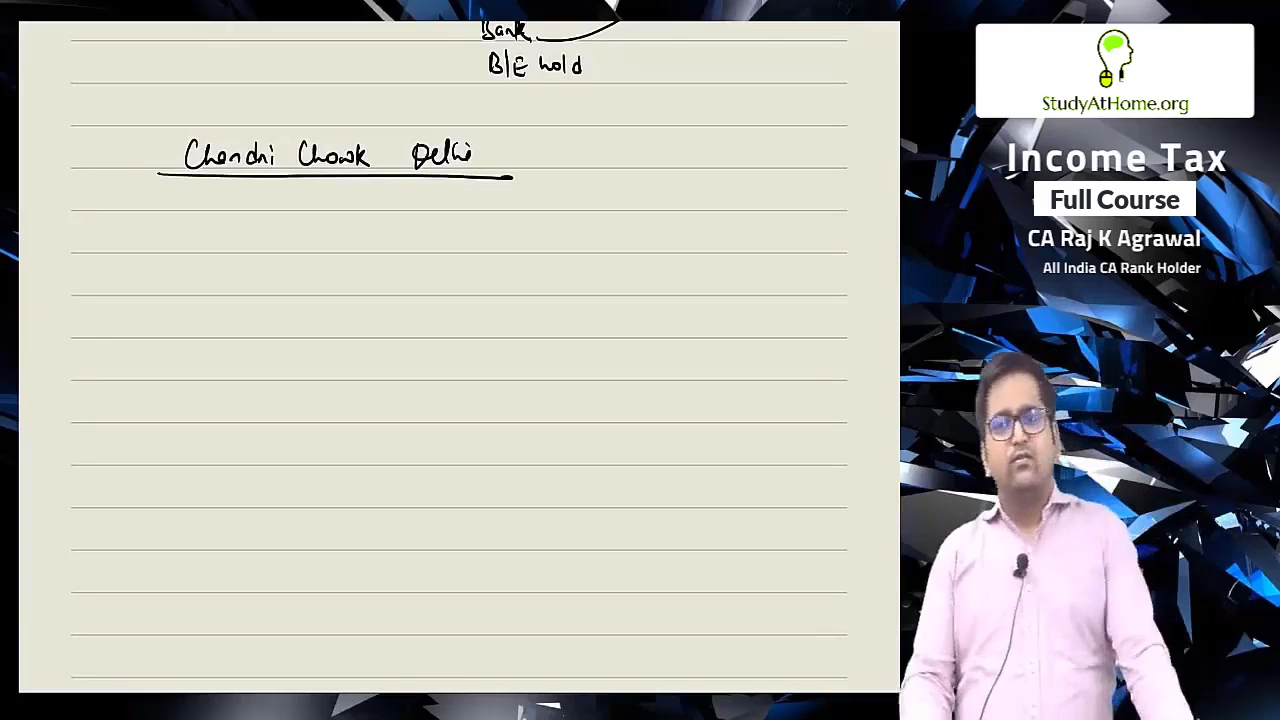 Bank
B/E hold
Chandni Chowk Delhi
StudyAtHome.org
Income Tax
Full Course
CA Raj K Agrawal
All India CA Rank Holder